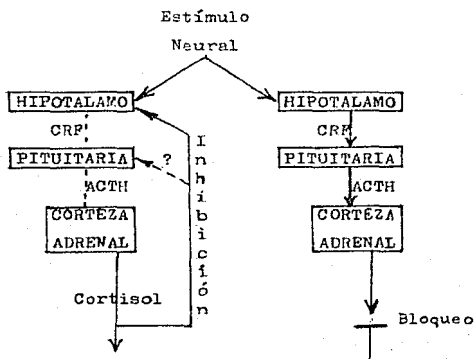 Estímulo
Neural
HIPOTALAMO
CRF
PITUITARIA
?
ACTH
CORTEZA
ADRENAL
Cortisol
Inhibición
HIPOTALAMO
CRF
PITUITARIA
ACTH
CORTEZA
ADRENAL
Bloqueo